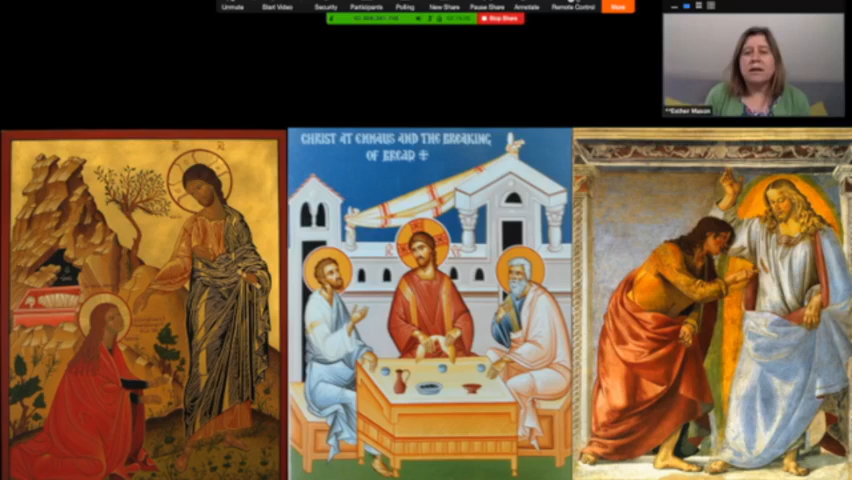 Unmute Start Video Security Participants Polling New Share Pause Share Annotate Remote Control More
Stop Share
Esther Mason
CHRIST AT EMMAUS AND THE BREAKING
OF BREAD